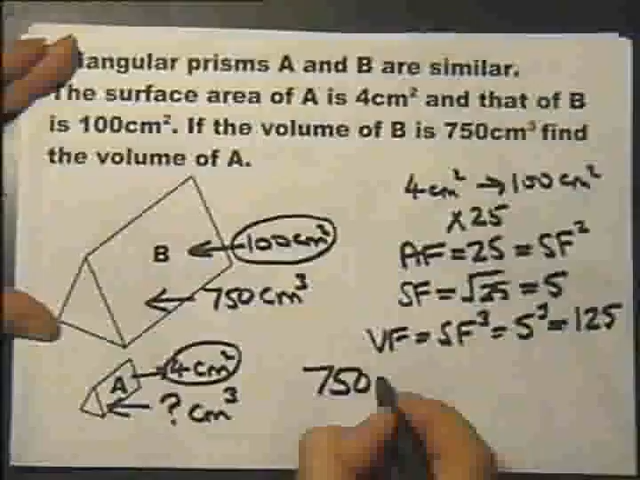 iangular prisms A and B are similar.
The surface area of A is 4cm² and that of B
is 100cm². If the volume of B is 750cm³ find
the volume of A.
4cm² → 100cm²
×25
AF = 25 = SF²
SF = √25 = 5
VF = SF³ = 5³ = 125
B ← 100cm²
← 750cm³
A → 4cm²
← ? cm³
750